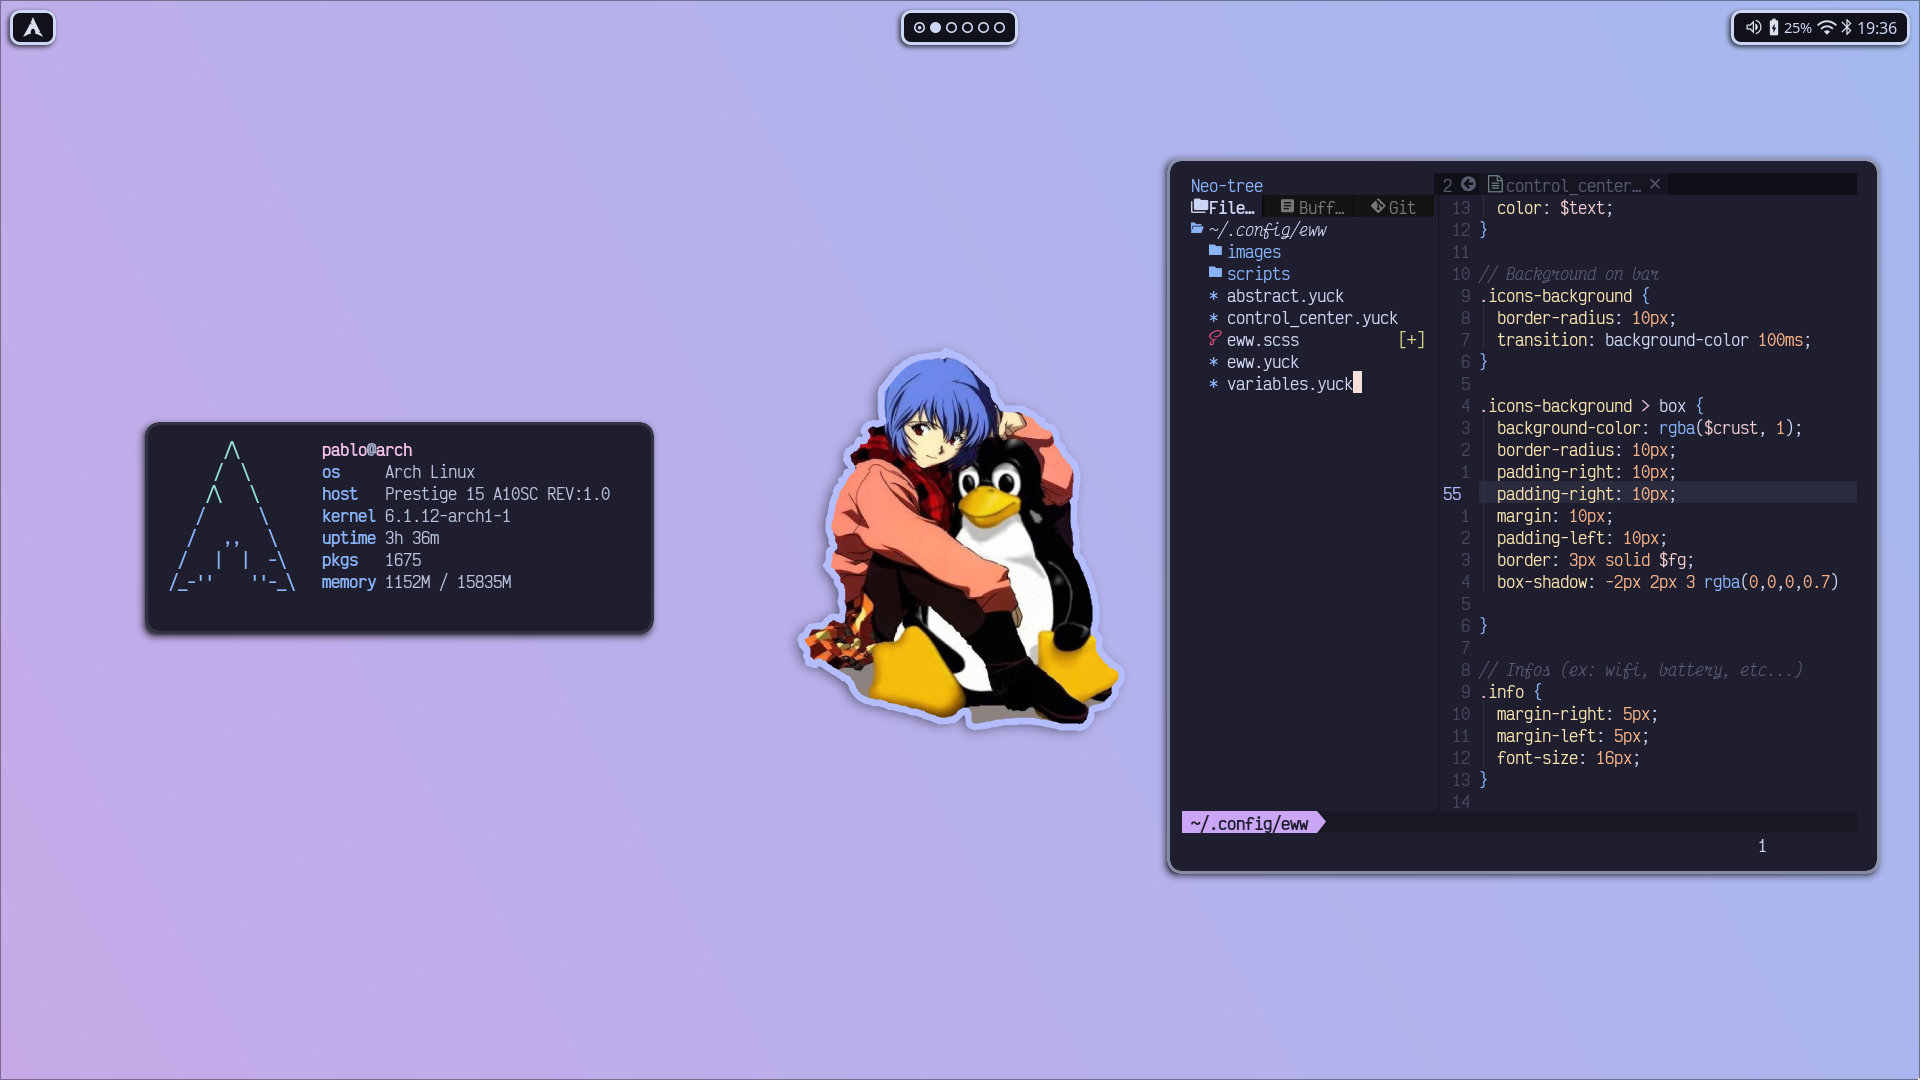 25% 19:36
pablo@arch
os Arch Linux
host Prestige 15 A10SC REV:1.0
kernel 6.1.12-arch1-1
uptime 3h 36m
pkgs 1675
memory 1152M / 15835M
Neo-tree
File… Buff… Git
~/.config/eww
images
scripts
* abstract.yuck
* control_center.yuck
eww.scss [+]
* eww.yuck
* variables.yuck
2 control_center… ×
13 color: $text;
12 }
11
10 // Background on bar
9 .icons-background {
8 border-radius: 10px;
7 transition: background-color 100ms;
6 }
5
4 .icons-background > box {
3 background-color: rgba($crust, 1);
2 border-radius: 10px;
1 padding-right: 10px;
55 padding-right: 10px;
1 margin: 10px;
2 padding-left: 10px;
3 border: 3px solid $fg;
4 box-shadow: -2px 2px 3 rgba(0,0,0,0.7)
5
6 }
7
8 // Infos (ex: wifi, battery, etc...)
9 .info {
10 margin-right: 5px;
11 margin-left: 5px;
12 font-size: 16px;
13 }
14
~/.config/eww
1